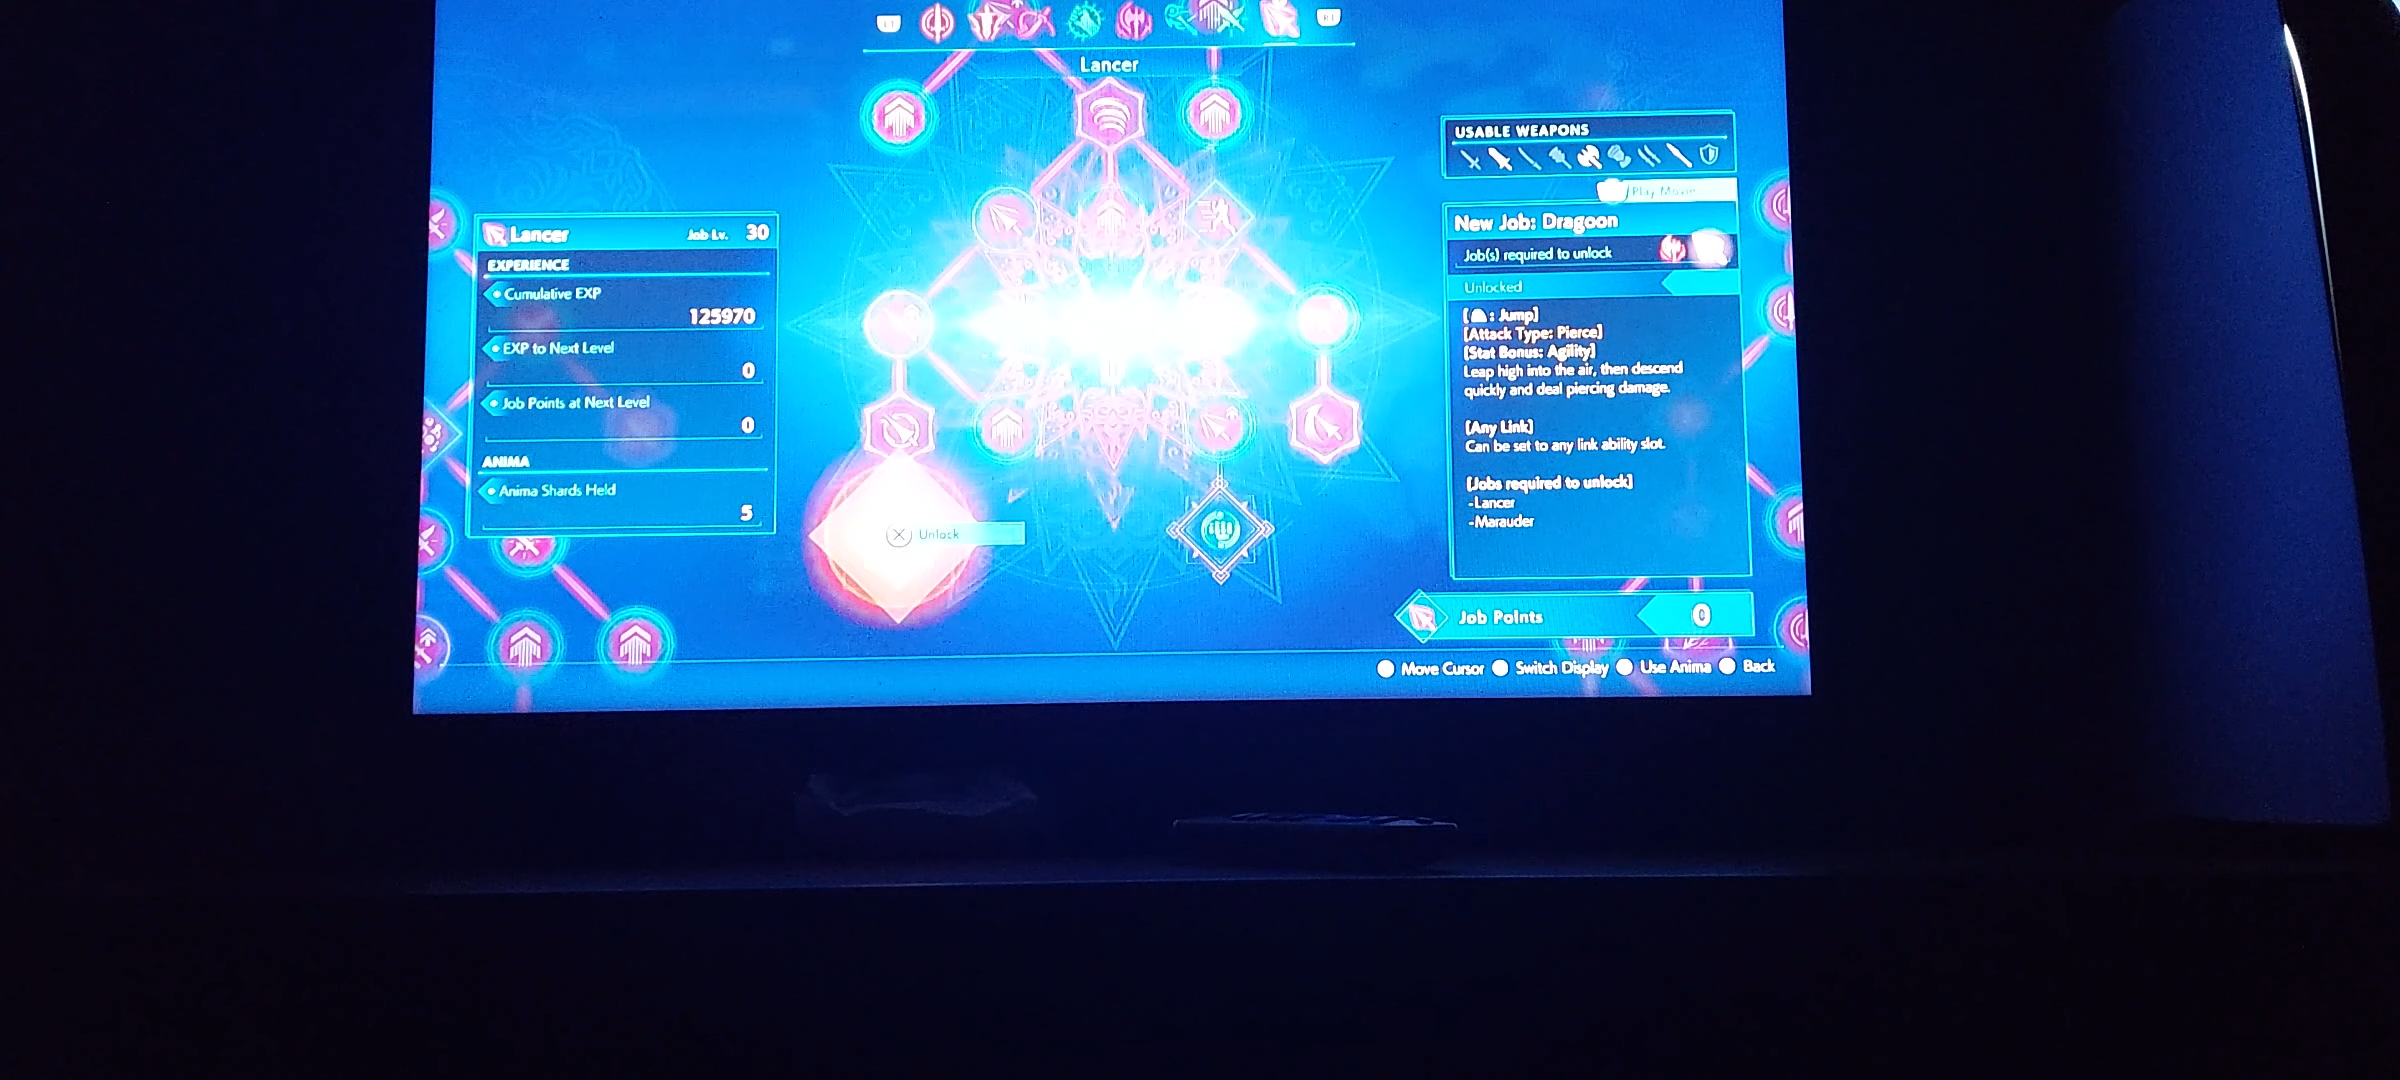 L1
R1
Lancer
USABLE WEAPONS
Play Movie
Lancer Job Lv. 30
EXPERIENCE
Cumulative EXP
125970
EXP to Next Level
0
Job Points at Next Level
0
ANIMA
Anima Shards Held
5
Unlock
New Job: Dragoon
Job(s) required to unlock
Unlocked
[ : Jump]
[Attack Type: Pierce]
[Stat Bonus: Agility]
Leap high into the air, then descend
quickly and deal piercing damage.
[Any Link]
Can be set to any link ability slot.
[Jobs required to unlock]
-Lancer
-Marauder
Job Points 0
Move Cursor Switch Display Use Anima Back